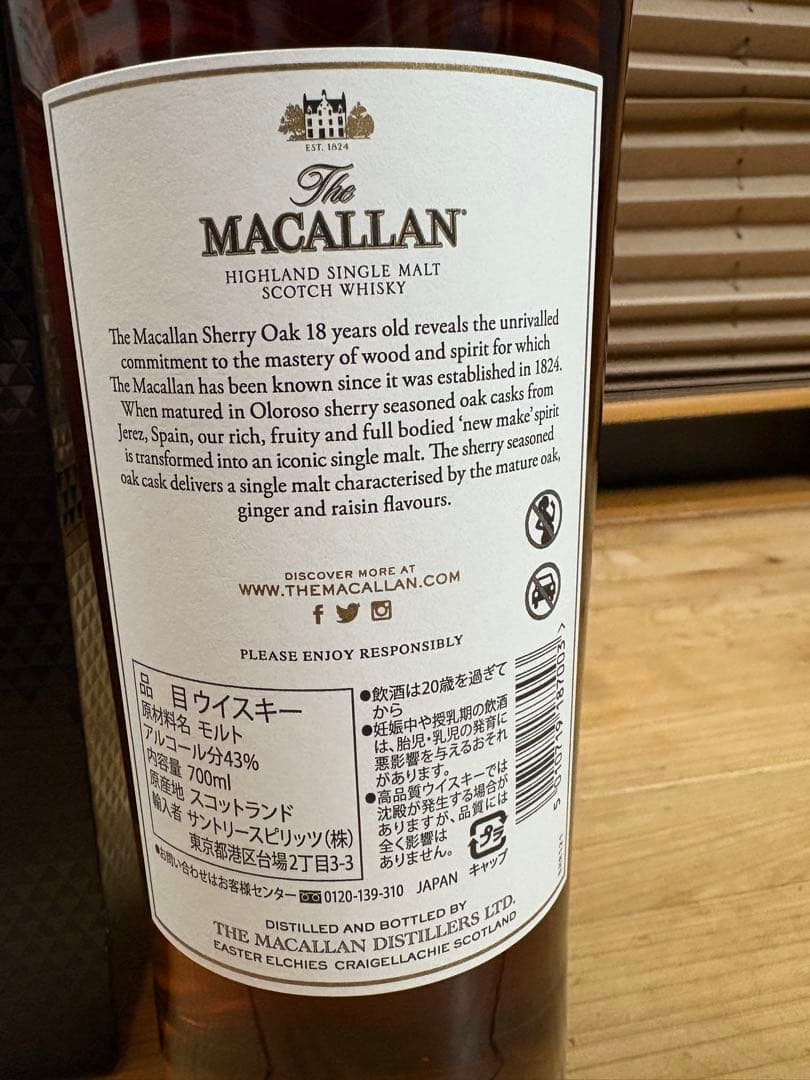 EST. 1824
The
MACALLAN
HIGHLAND SINGLE MALT
SCOTCH WHISKY
The Macallan Sherry Oak 18 years old reveals the unrivalled
commitment to the mastery of wood and spirit for which
The Macallan has been known since it was established in 1824.
When matured in Oloroso sherry seasoned oak casks from
Jerez, Spain, our rich, fruity and full bodied ‘new make’ spirit
is transformed into an iconic single malt. The sherry seasoned
oak cask delivers a single malt characterised by the mature oak,
ginger and raisin flavours.
DISCOVER MORE AT
WWW.THEMACALLAN.COM
PLEASE ENJOY RESPONSIBLY
品 目 ウイスキー
原材料名 モルト
アルコール分43%
内容量 700ml
原産地 スコットランド
輸入者 サントリースピリッツ(株)
東京都港区台場2丁目3-3
●飲酒は20歳を過ぎて
から
●妊娠中や授乳期の飲酒
は、胎児・乳児の発育に
悪影響を与えるおそれ
があります。
●高品質ウイスキーでは
沈殿が発生する場合が
ありますが、品質には
全く影響は
ありません。
プラ
キャップ
●お問い合わせはお客様センター 0120-139-310 JAPAN
5 010719 187003 >
DISTILLED AND BOTTLED BY
THE MACALLAN DISTILLERS LTD.
EASTER ELCHIES CRAIGELLACHIE SCOTLAND